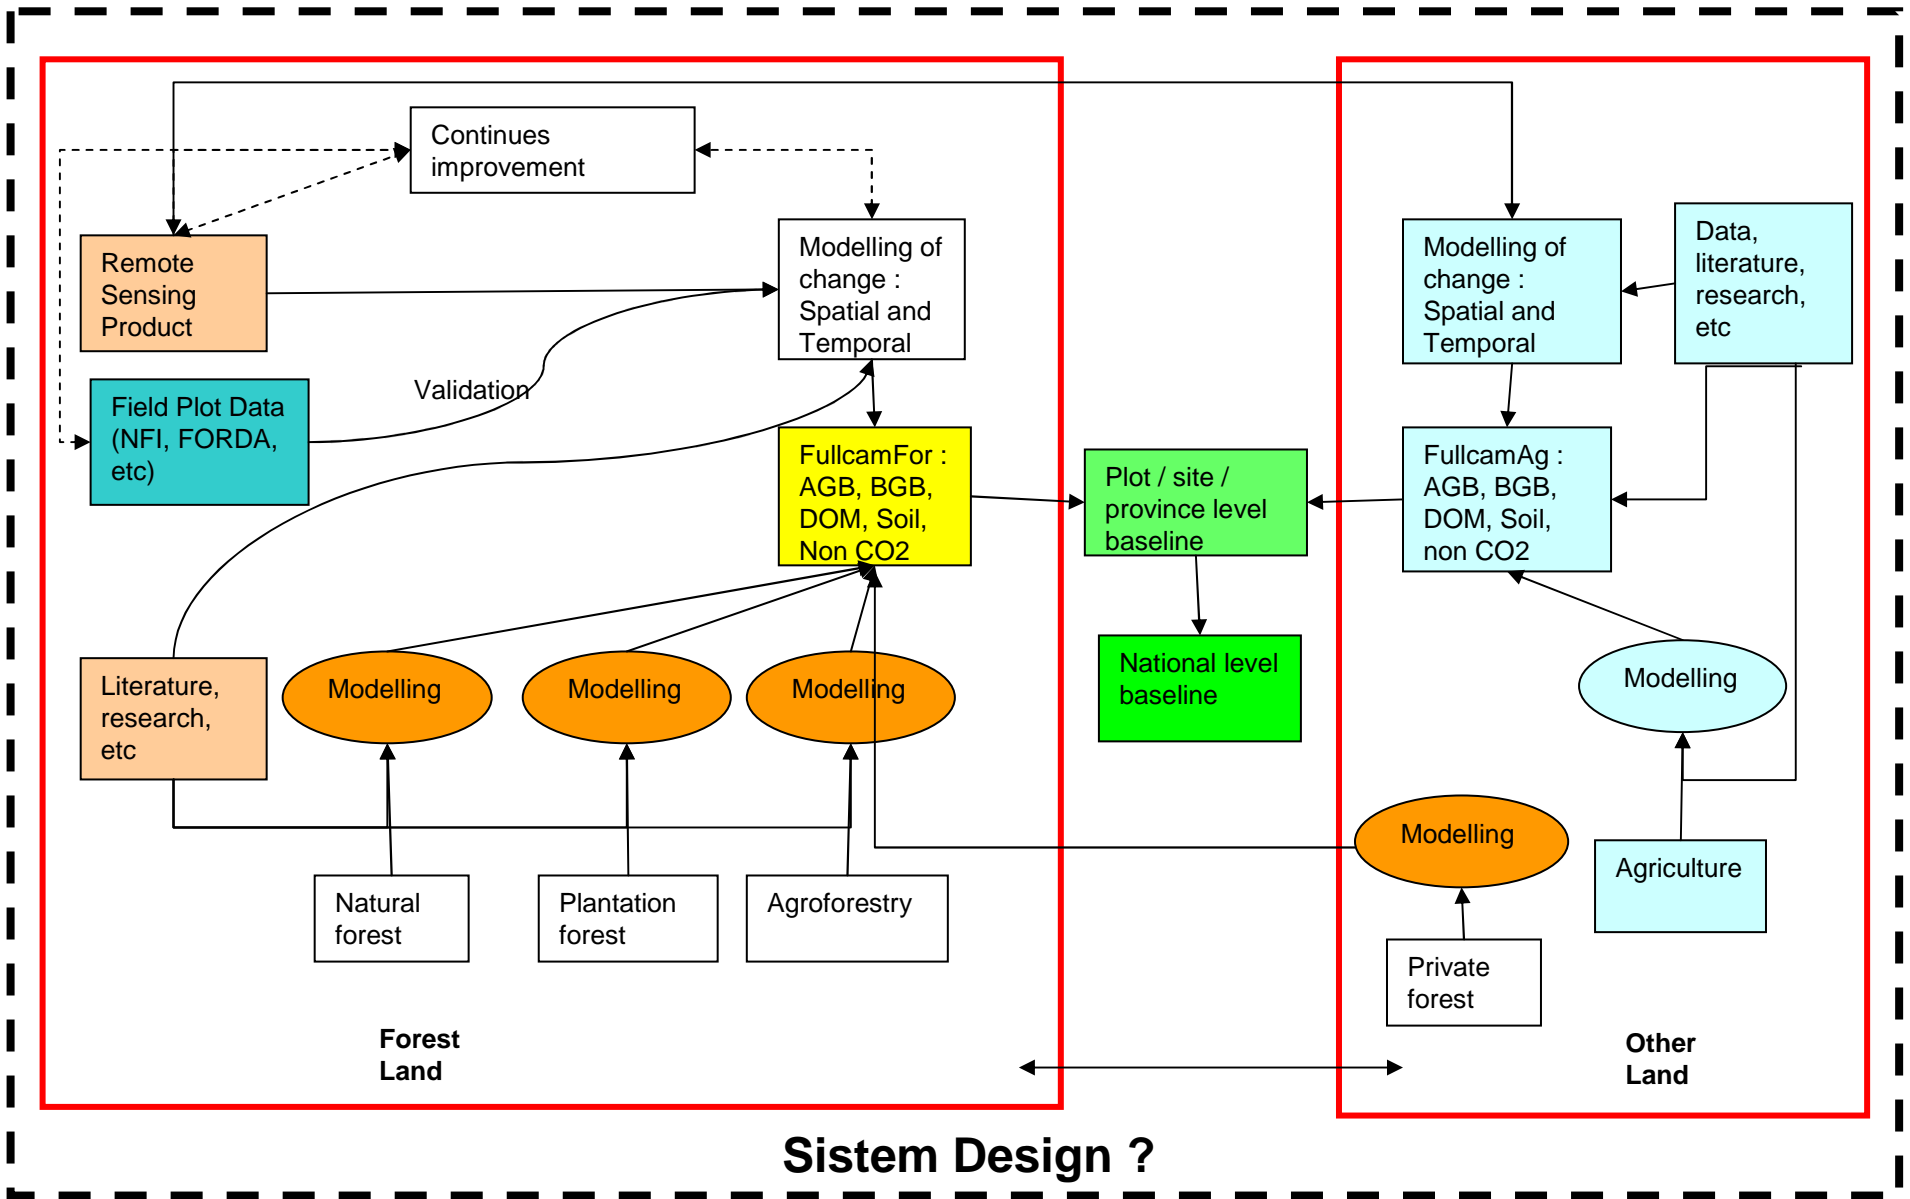 Continues
improvement
Remote
Sensing
Product
Modelling of
change :
Spatial and
Temporal
Modelling of
change :
Spatial and
Temporal
Data,
literature,
research,
etc
Validation
Field Plot Data
(NFI, FORDA,
etc)
FullcamFor :
AGB, BGB,
DOM, Soil,
Non CO2
Plot / site /
province level
baseline
FullcamAg :
AGB, BGB,
DOM, Soil,
non CO2
Literature,
research,
etc
Modelling
Modelling
Modelling
National level
baseline
Modelling
Modelling
Agriculture
Natural
forest
Plantation
forest
Agroforestry
Private
forest
Forest
Land
Other
Land
Sistem Design ?